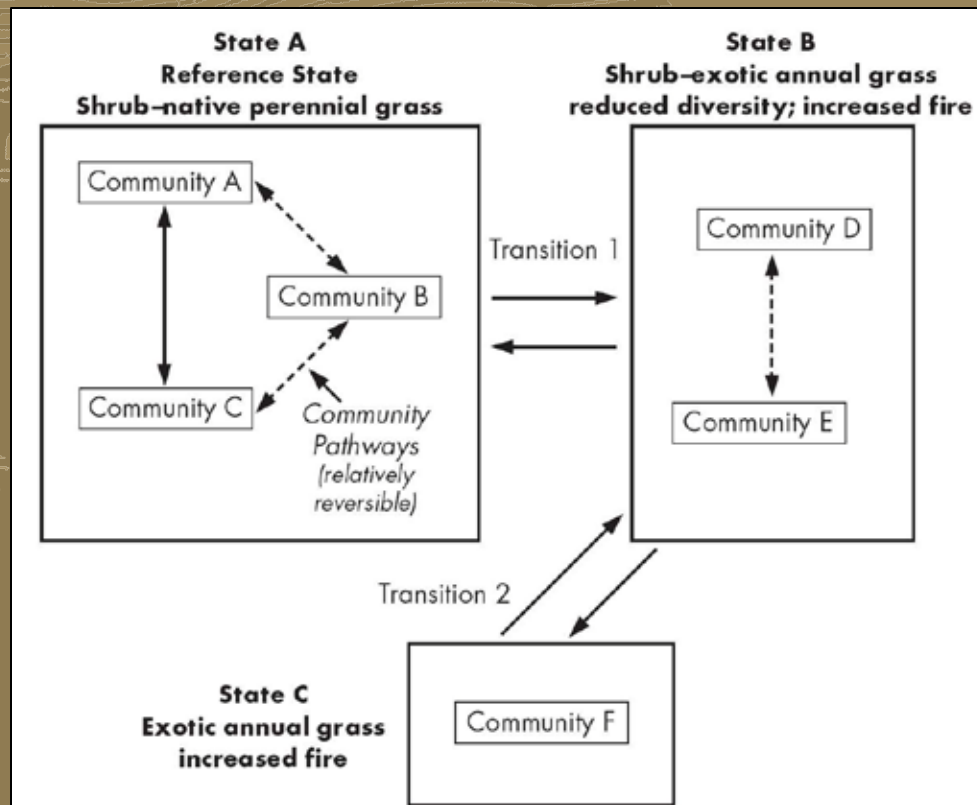 State A
Reference State
Shrub–native perennial grass
State B
Shrub–exotic annual grass
reduced diversity; increased fire
Community A
Community B
Community C
Community
Pathways
(relatively
reversible)
Transition 1
Community D
Community E
Transition 2
State C
Exotic annual grass
increased fire
Community F